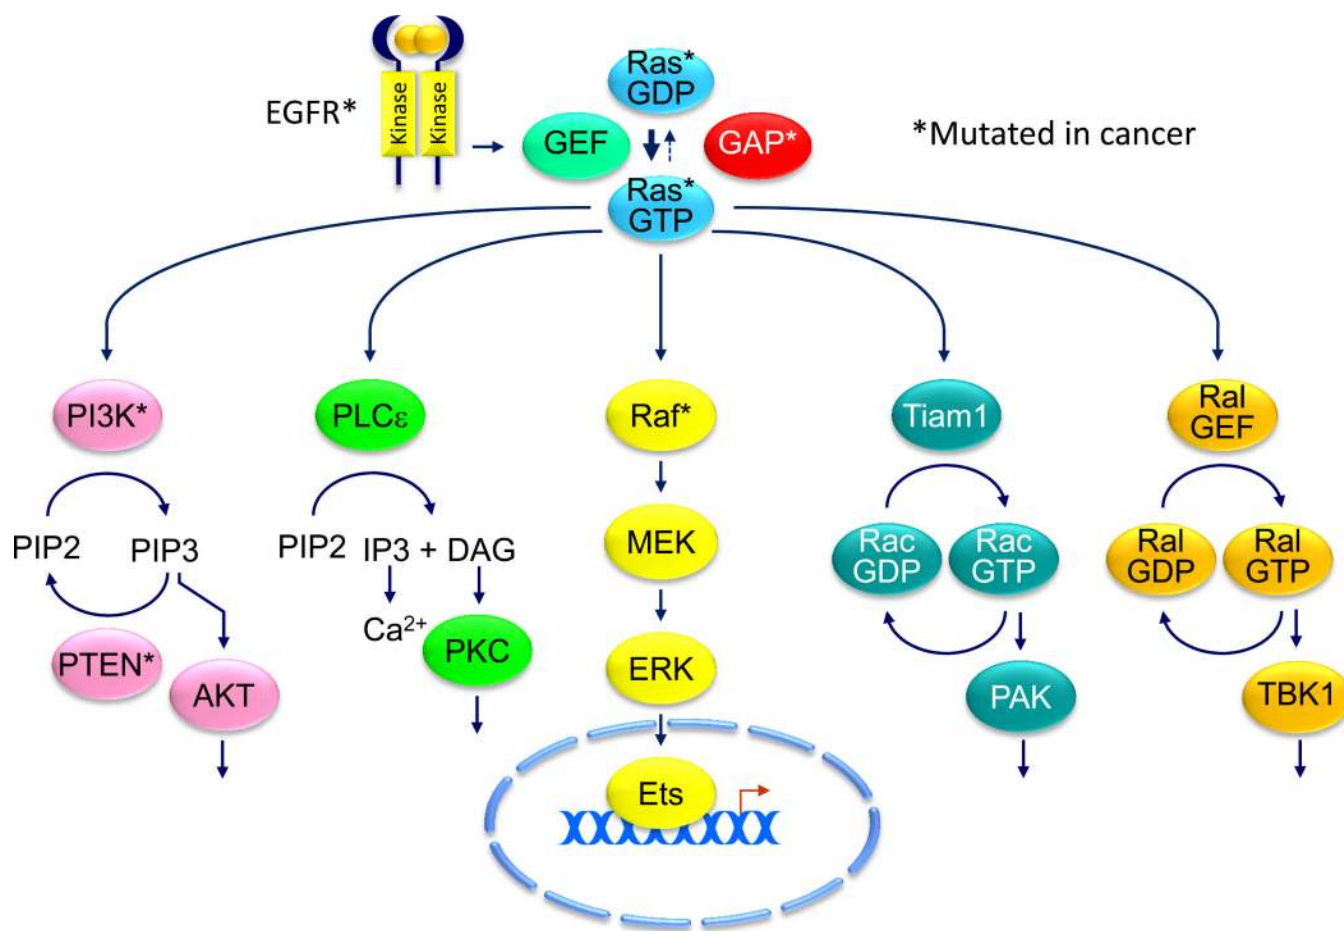 EGFR*
Kinase
Kinase
GEF
Ras*
GDP
GAP*
*Mutated in cancer
Ras*
GTP
PI3K*
PLCε
Raf*
Tiam1
Ral
GEF
PIP2
PIP3
PIP2 IP3 + DAG
MEK
Rac
GDP
Rac
GTP
Ral
GDP
Ral
GTP
Ca²⁺
PKC
PTEN*
AKT
ERK
PAK
TBK1
Ets